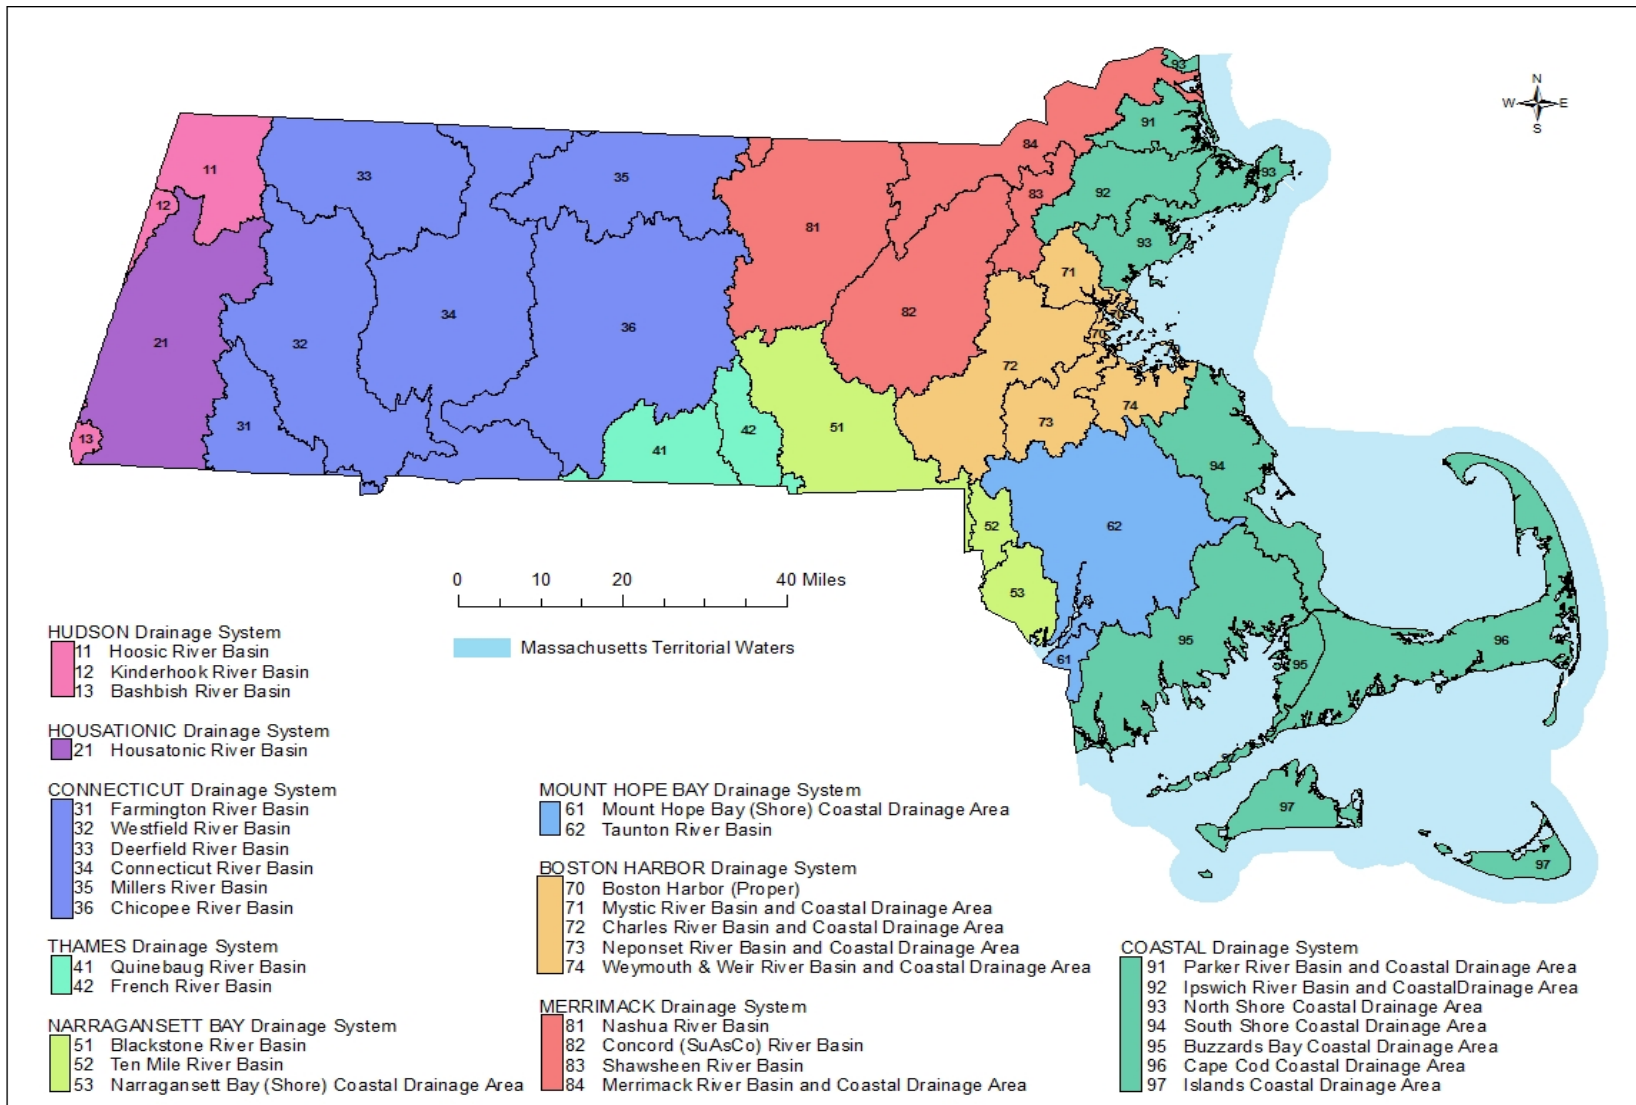 N
W E
S
93
91
11
33
35
84
93
12
92
83
81
93
71
82
70
70
34
36
32
21
72
74
31
51
42
73
13
41
94
52
62
53
0 10 20 40 Miles
Massachusetts Territorial Waters
95
96
61
95
97
97
HUDSON Drainage System
11 Hoosic River Basin
12 Kinderhook River Basin
13 Bashbish River Basin
HOUSATIONIC Drainage System
21 Housatonic River Basin
CONNECTICUT Drainage System
31 Farmington River Basin
32 Westfield River Basin
33 Deerfield River Basin
34 Connecticut River Basin
35 Millers River Basin
36 Chicopee River Basin
THAMES Drainage System
41 Quinebaug River Basin
42 French River Basin
NARRAGANSETT BAY Drainage System
51 Blackstone River Basin
52 Ten Mile River Basin
53 Narragansett Bay (Shore) Coastal Drainage Area
MOUNT HOPE BAY Drainage System
61 Mount Hope Bay (Shore) Coastal Drainage Area
62 Taunton River Basin
BOSTON HARBOR Drainage System
70 Boston Harbor (Proper)
71 Mystic River Basin and Coastal Drainage Area
72 Charles River Basin and Coastal Drainage Area
73 Neponset River Basin and Coastal Drainage Area
74 Weymouth & Weir River Basin and Coastal Drainage Area
MERRIMACK Drainage System
81 Nashua River Basin
82 Concord (SuAsCo) River Basin
83 Shawsheen River Basin
84 Merrimack River Basin and Coastal Drainage Area
COASTAL Drainage System
91 Parker River Basin and Coastal Drainage Area
92 Ipswich River Basin and CoastalDrainage Area
93 North Shore Coastal Drainage Area
94 South Shore Coastal Drainage Area
95 Buzzards Bay Coastal Drainage Area
96 Cape Cod Coastal Drainage Area
97 Islands Coastal Drainage Area